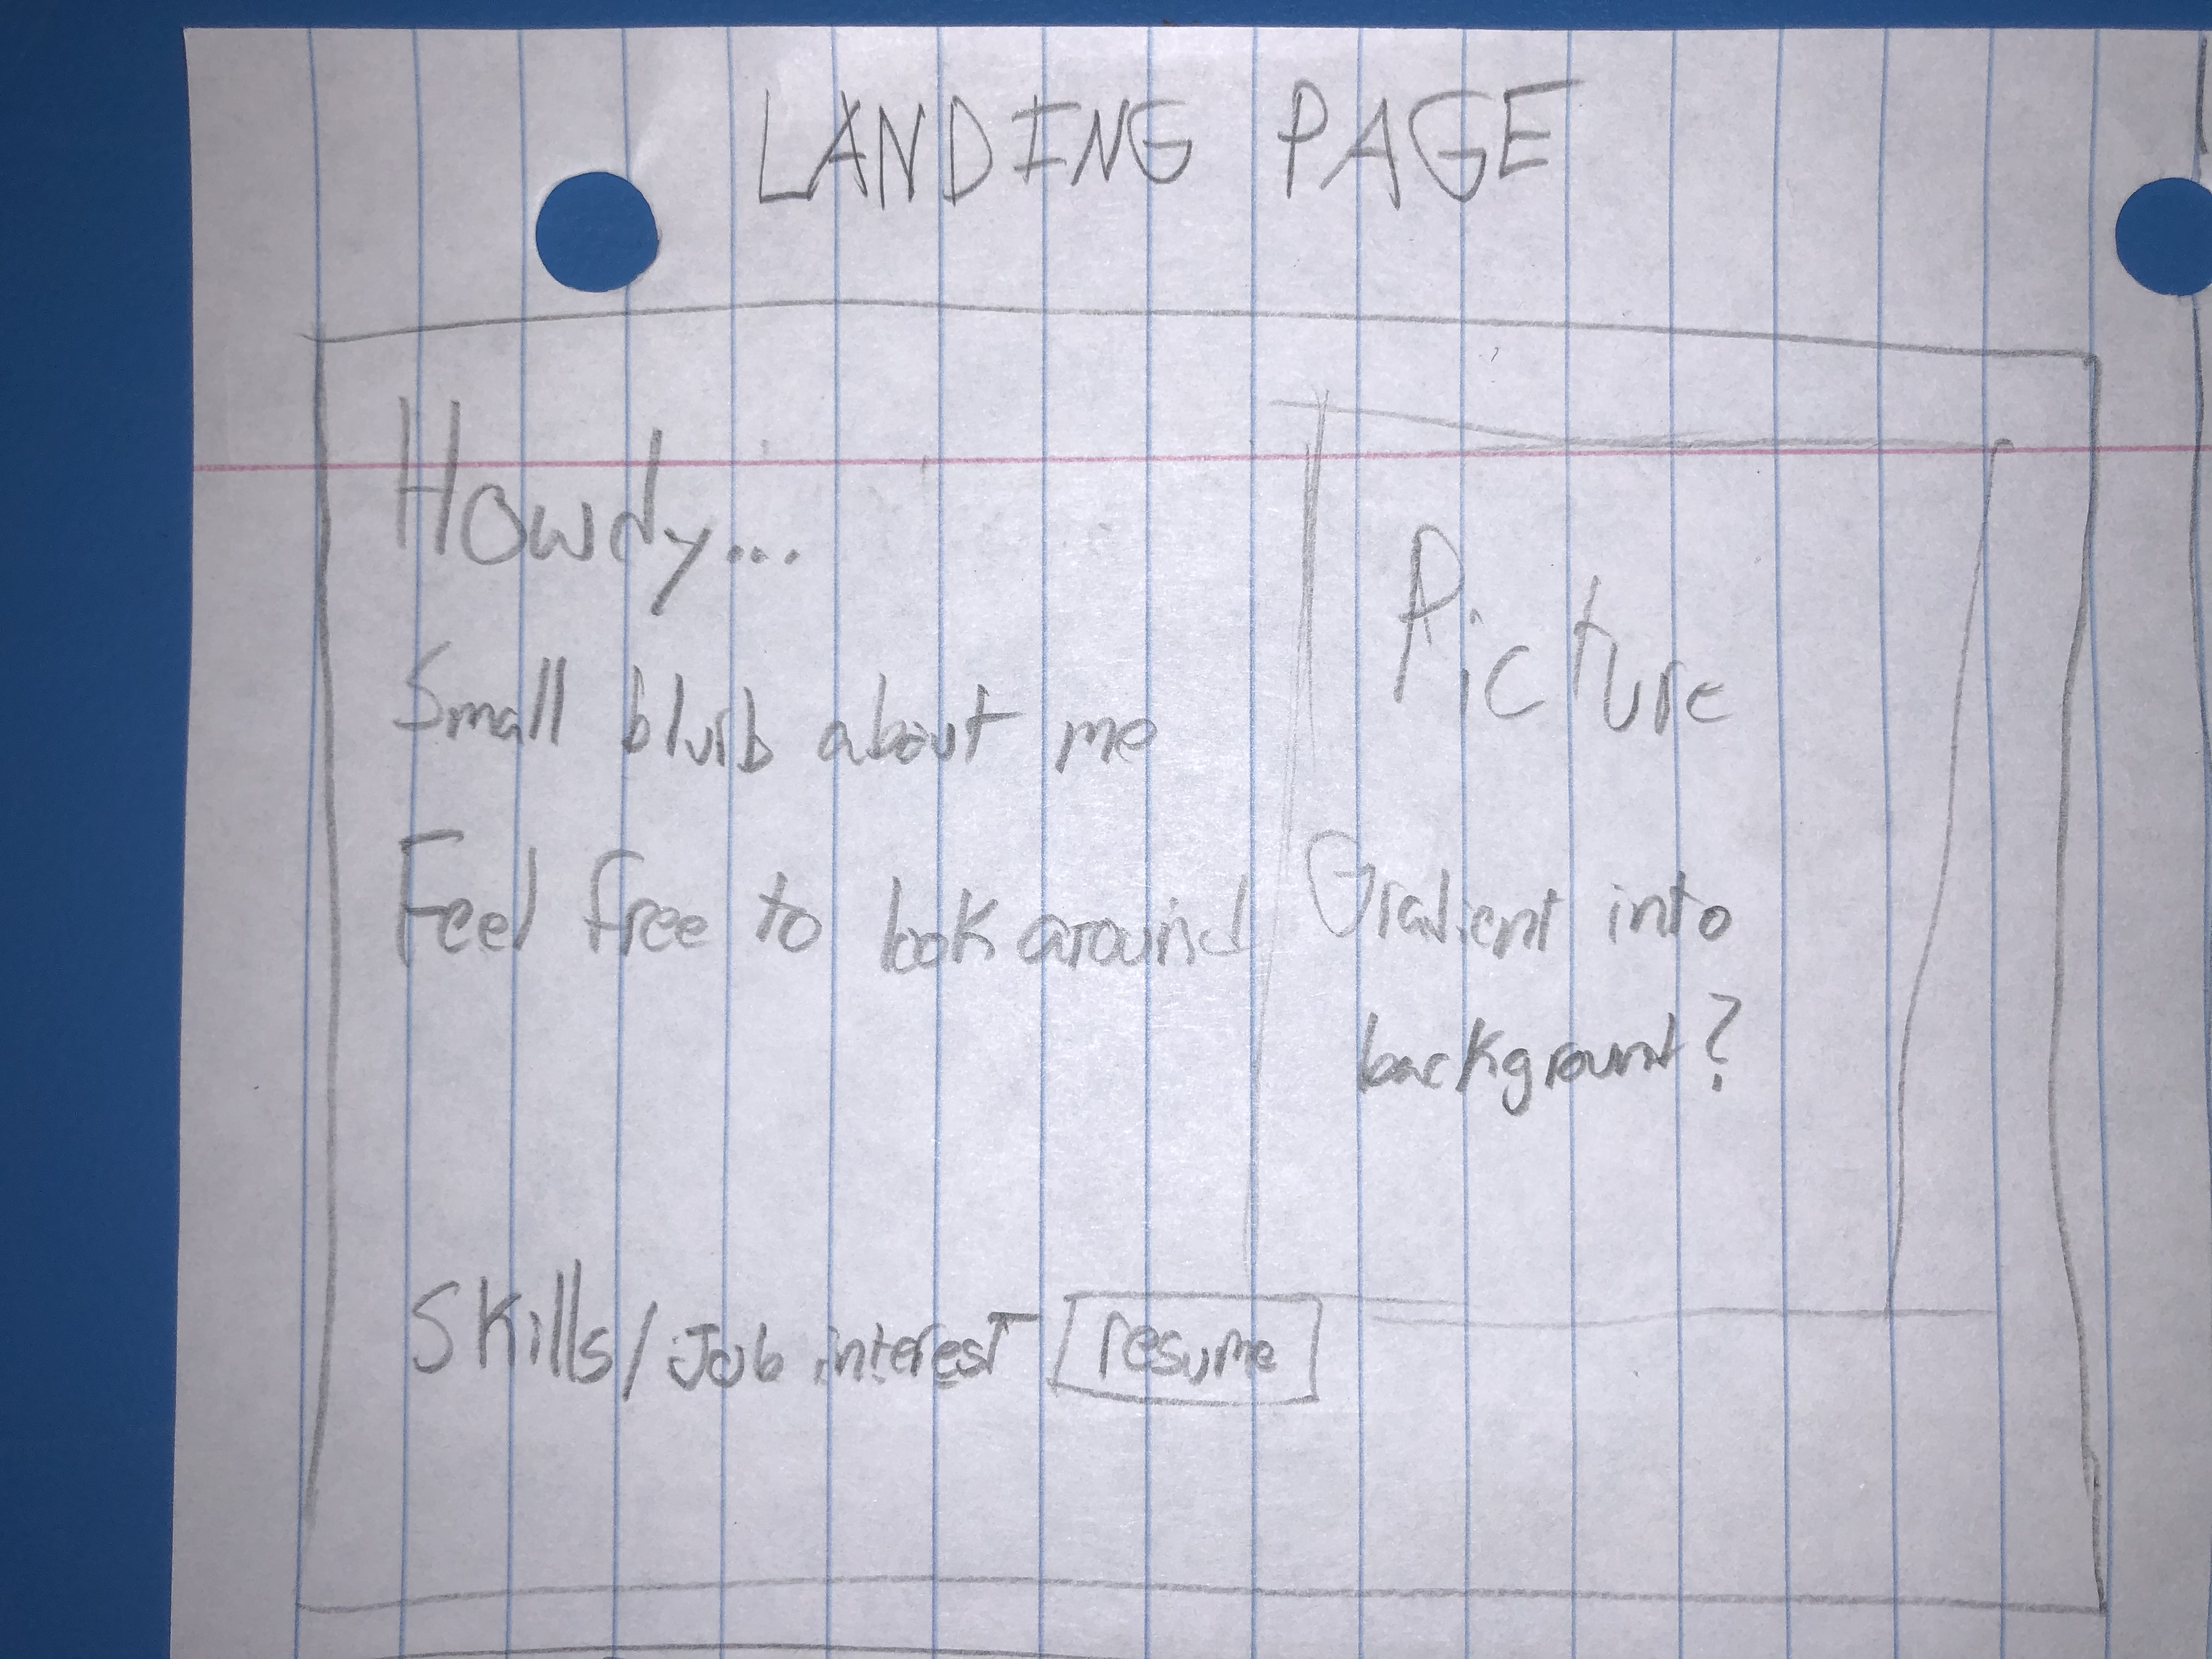 LANDING PAGE
Howdy...
Small blurb about me
Feel free to look around
Picture
Gradient into
background?
Skills/Job interest
resume